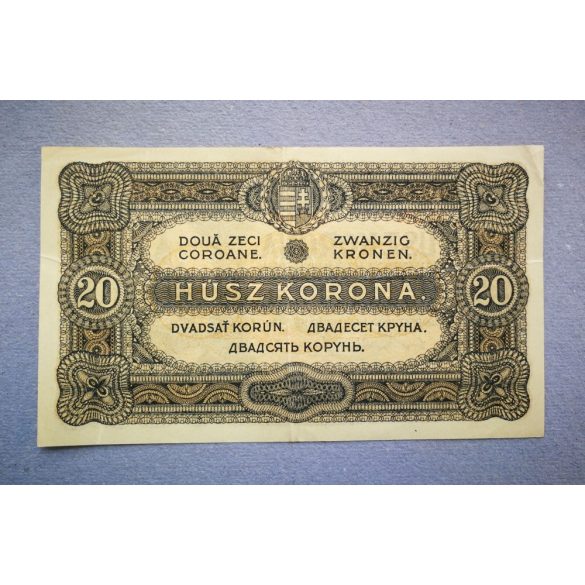 DOUĂ ZECI
COROANE.
ZWANZIG
KRONEN.
20
HÚSZ KORONA.
20
DVADSAŤ KORÚN.
ДВАДЕСЕТ КРУНА.
ДВАДСЯТЬ КОРУНЬ.